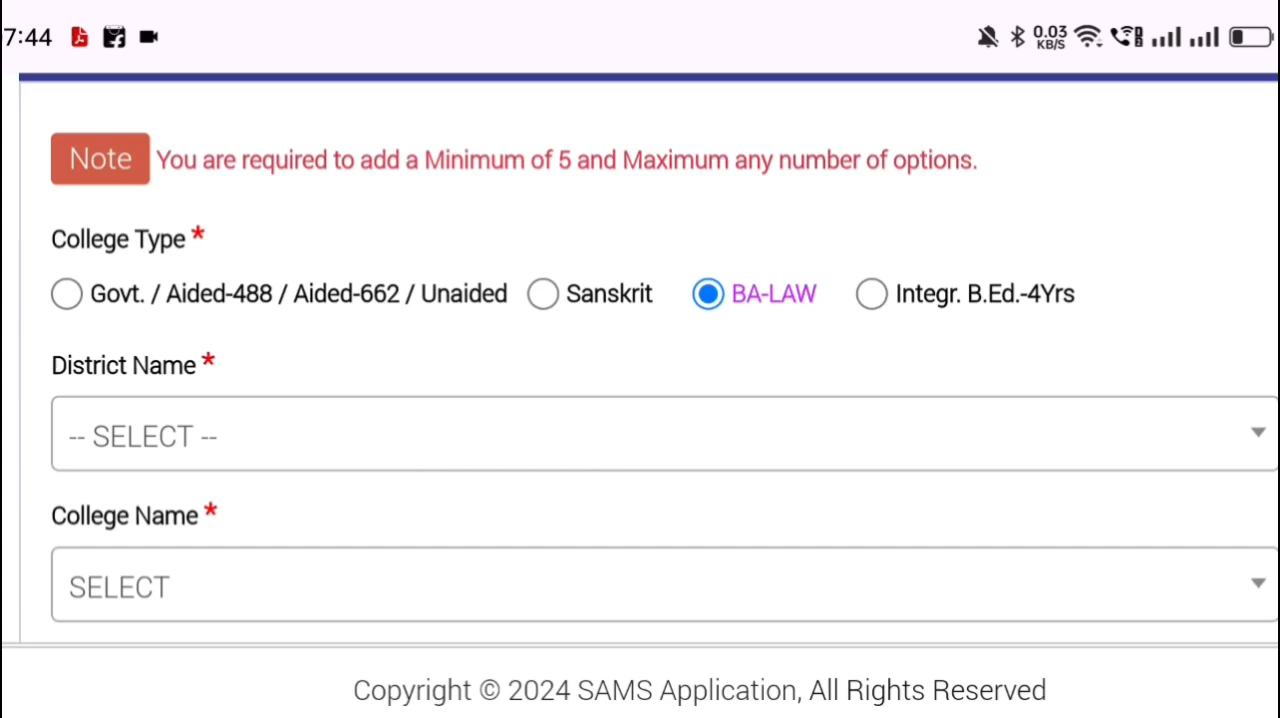 7:44 0.03 KB/S
Note You are required to add a Minimum of 5 and Maximum any number of options.
College Type *
Govt. / Aided-488 / Aided-662 / Unaided Sanskrit BA-LAW Integr. B.Ed.-4Yrs
District Name *
-- SELECT --
College Name *
SELECT
Copyright © 2024 SAMS Application, All Rights Reserved